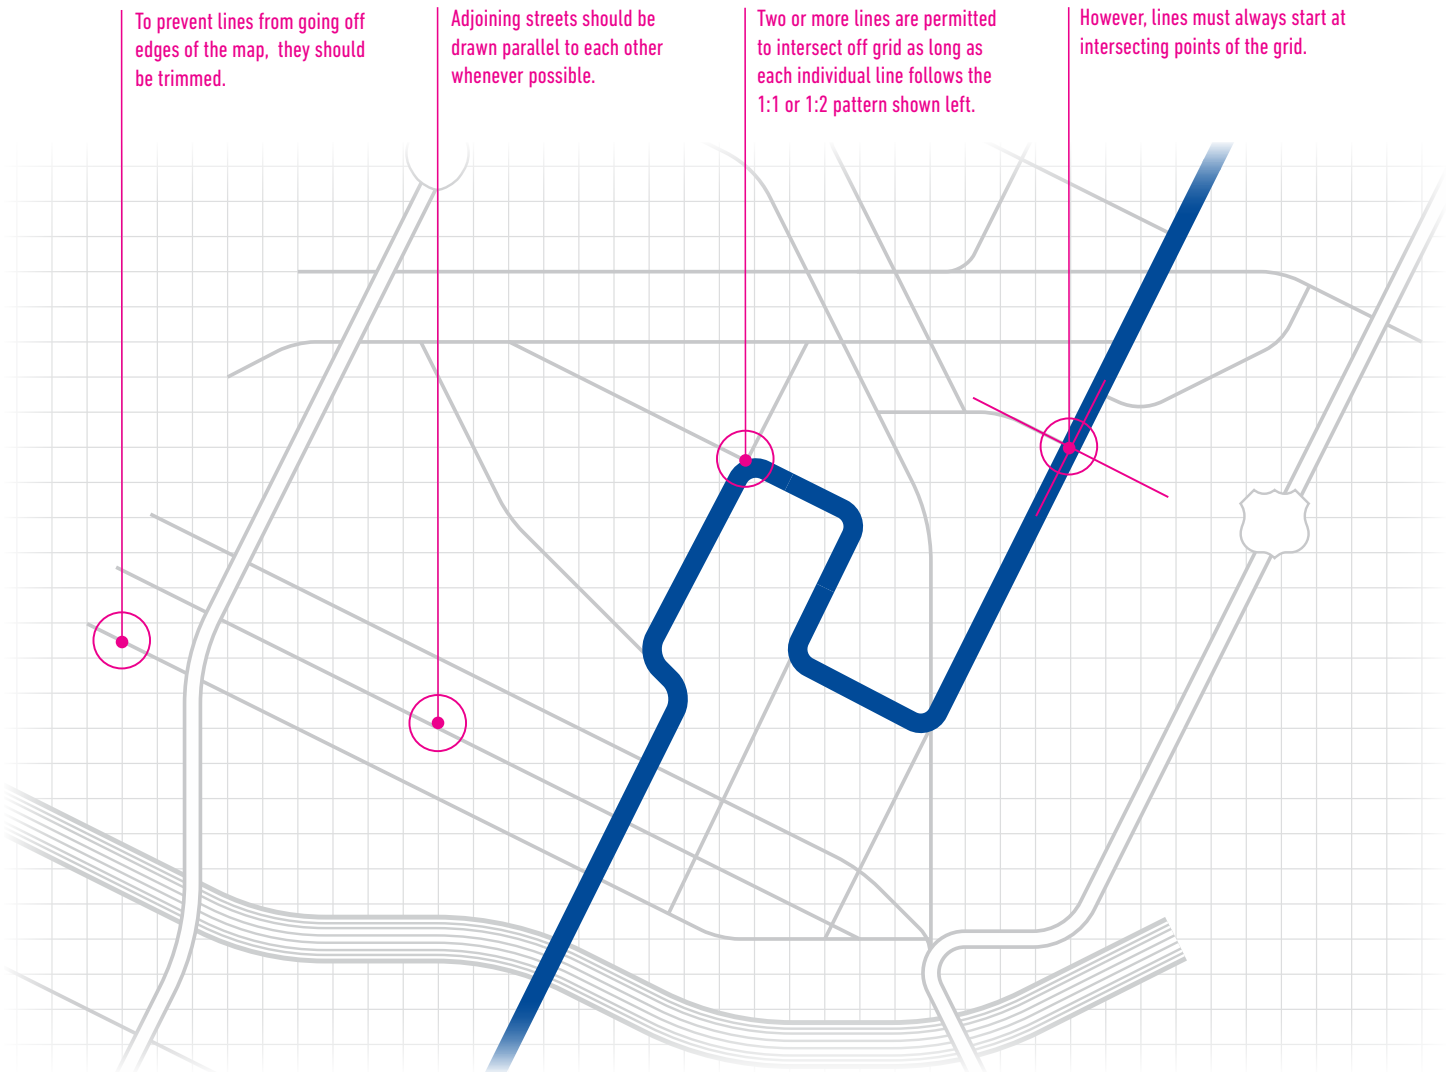 To prevent lines from going off
edges of the map, they should
be trimmed.
Adjoining streets should be
drawn parallel to each other
whenever possible.
Two or more lines are permitted
to intersect off grid as long as
each individual line follows the
1:1 or 1:2 pattern shown left.
However, lines must always start at
intersecting points of the grid.